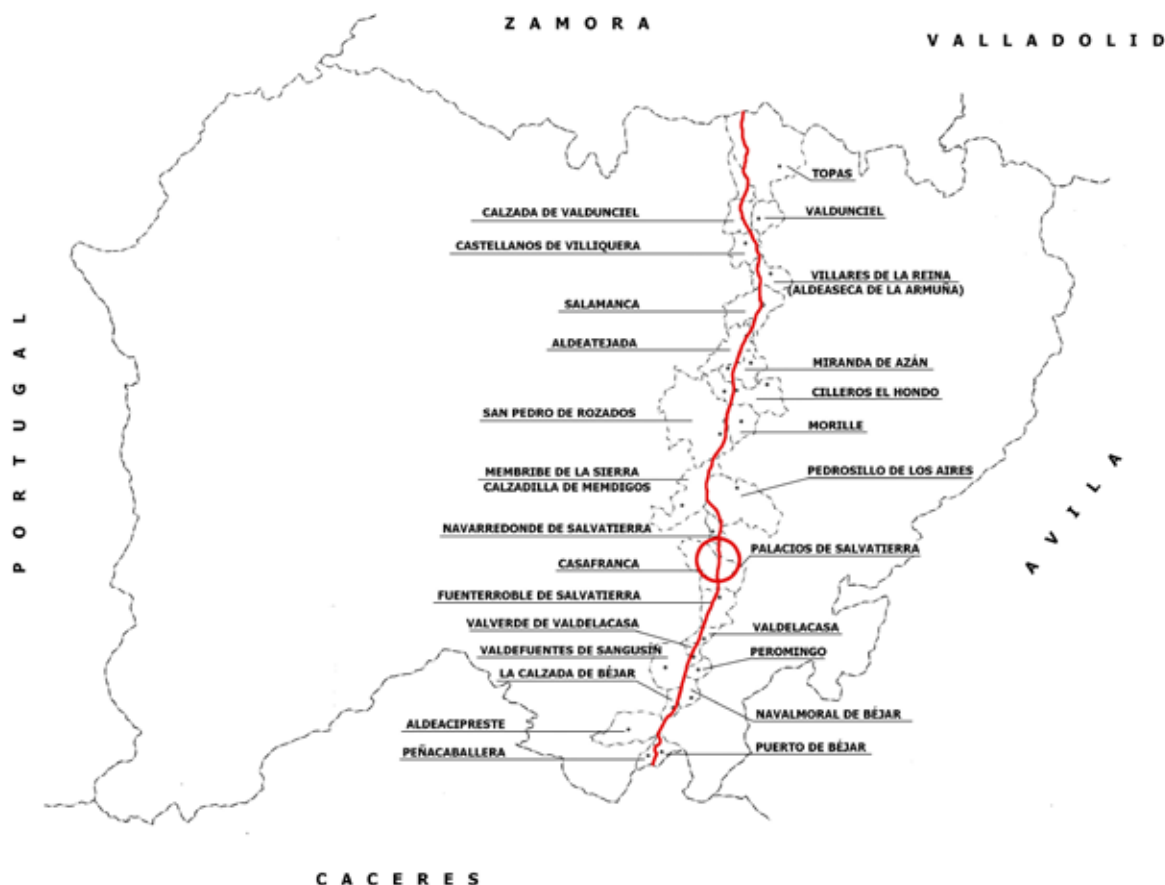 ZAMORA
VALLADOLID
TOPAS
CALZADA DE VALDUNCIEL
VALDUNCIEL
CASTELLANOS DE VILLIQUERA
VILLARES DE LA REINA
(ALDEASECA DE LA ARMUÑA)
SALAMANCA
PORTUGAL
ALDEATEJADA
MIRANDA DE AZÁN
CILLEROS EL HONDO
SAN PEDRO DE ROZADOS
MORILLE
MEMBRIBE DE LA SIERRA
CALZADILLA DE MEMDIGOS
PEDROSILLO DE LOS AIRES
AVILA
NAVARREDONDE DE SALVATIERRA
PALACIOS DE SALVATIERRA
CASAFRANCA
FUENTERROBLE DE SALVATIERRA
VALVERDE DE VALDELACASA
VALDELACASA
VALDEFUENTES DE SANGUSÍN
PEROMINGO
LA CALZADA DE BÉJAR
NAVALMORAL DE BÉJAR
ALDEACIPRESTE
PEÑACABALLERA
PUERTO DE BÉJAR
CACERES